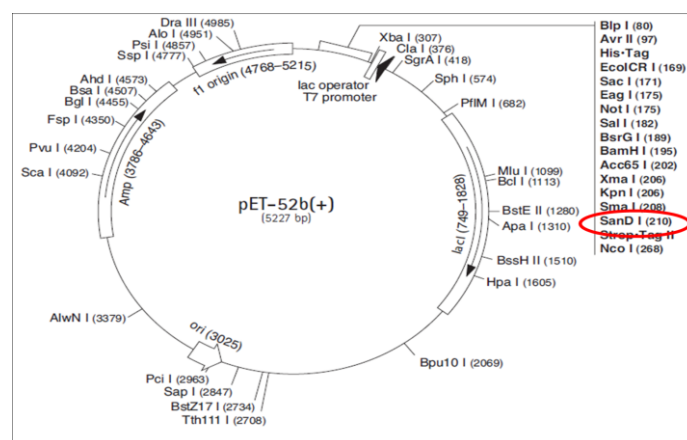 Dra III (4985)
Alo I (4951)
Psi I (4857)
Ssp I (4777)
Ahd I (4573)
Bsa I (4507)
Bgl I (4455)
Fsp I (4350)
Pvu I (4204)
Sca I (4092)
AlwN I (3379)
f1 origin (4768–5215)
Amp (3786–4643)
lac operator
T7 promoter
Xba I (307)
Cla I (376)
SgrA I (418)
Sph I (574)
PflM I (682)
pET-52b(+)
(5227 bp)
lacI (749–1828)
Mlu I (1099)
Bcl I (1113)
BstE II (1280)
Apa I (1310)
BssH II (1510)
Hpa I (1605)
Bpu10 I (2069)
ori (3025)
Pci I (2963)
Sap I (2847)
BstZ17 I (2734)
Tth111 I (2708)
Blp I (80)
Avr II (97)
His•Tag
EcoICR I (169)
Sac I (171)
Eag I (175)
Not I (175)
Sal I (182)
BsrG I (189)
BamH I (195)
Acc65 I (202)
Xma I (206)
Kpn I (206)
Sma I (208)
SanD I (210)
Strep•Tag II
Nco I (268)